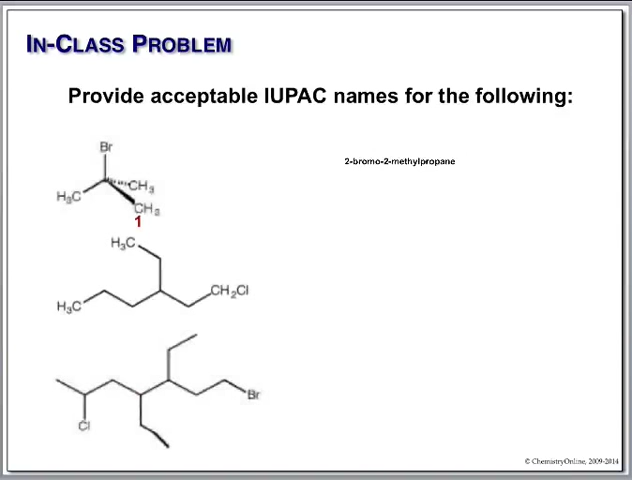 IN-CLASS PROBLEM
Provide acceptable IUPAC names for the following:
Br
2-bromo-2-methylpropane
CH₃
H₃C
CH₃
1
H₃C
CH₂Cl
H₃C
Br
Cl
© ChemistryOnline, 2009-2014